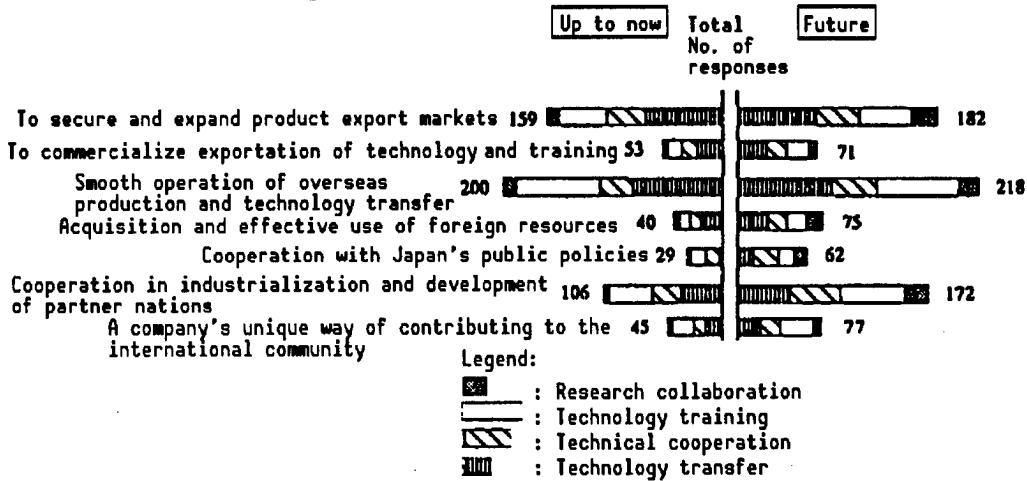 Up to now Total No. of responses Future
To secure and expand product export markets 159 182
To commercialize exportation of technology and training 53 71
Smooth operation of overseas
production and technology transfer 200 218
Acquisition and effective use of foreign resources 40 75
Cooperation with Japan's public policies 29 62
Cooperation in industrialization and development
of partner nations 106 172
A company's unique way of contributing to the 45 77
international community
Legend:
: Research collaboration
: Technology training
: Technical cooperation
: Technology transfer